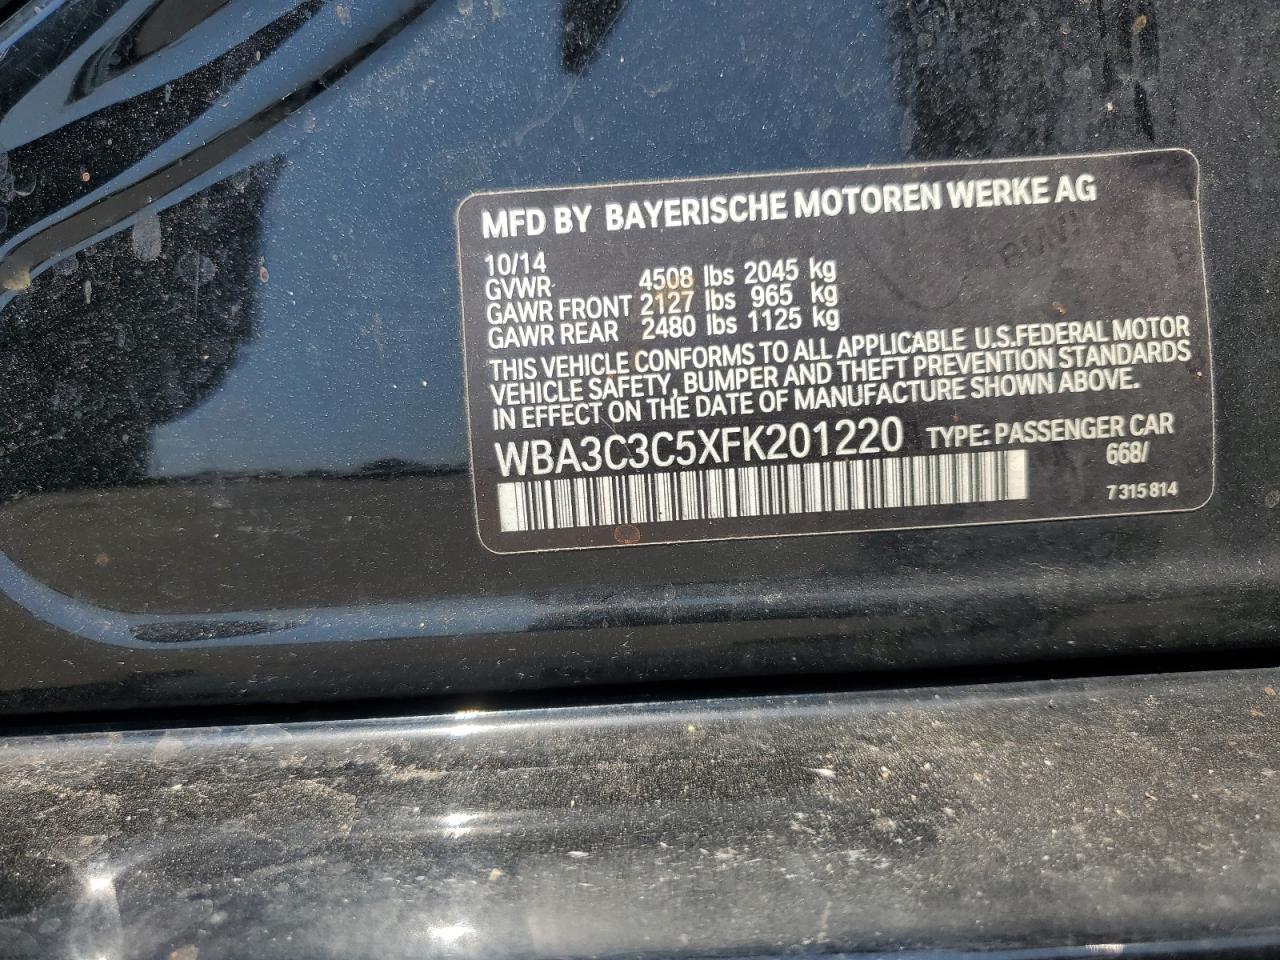 MFD BY BAYERISCHE MOTOREN WERKE AG
10/14
GVWR 4508 lbs 2045 kg
GAWR FRONT 2127 lbs 965 kg
GAWR REAR 2480 lbs 1125 kg
THIS VEHICLE CONFORMS TO ALL APPLICABLE U.S.FEDERAL MOTOR
VEHICLE SAFETY, BUMPER AND THEFT PREVENTION STANDARDS
IN EFFECT ON THE DATE OF MANUFACTURE SHOWN ABOVE.
WBA3C3C5XFK201220 TYPE: PASSENGER CAR
668/
7 315 814